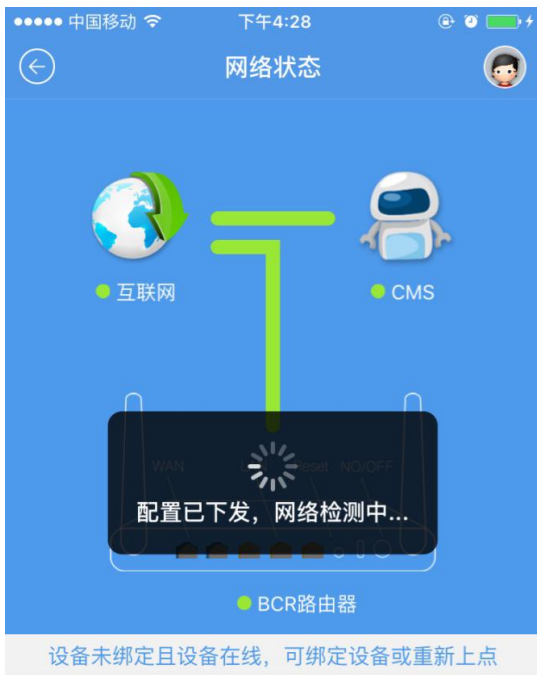 中国移动 下午4:28
网络状态
互联网 CMS
WAN Reset NO/OFF
配置已下发，网络检测中...
BCR路由器
设备未绑定且设备在线，可绑定设备或重新上点